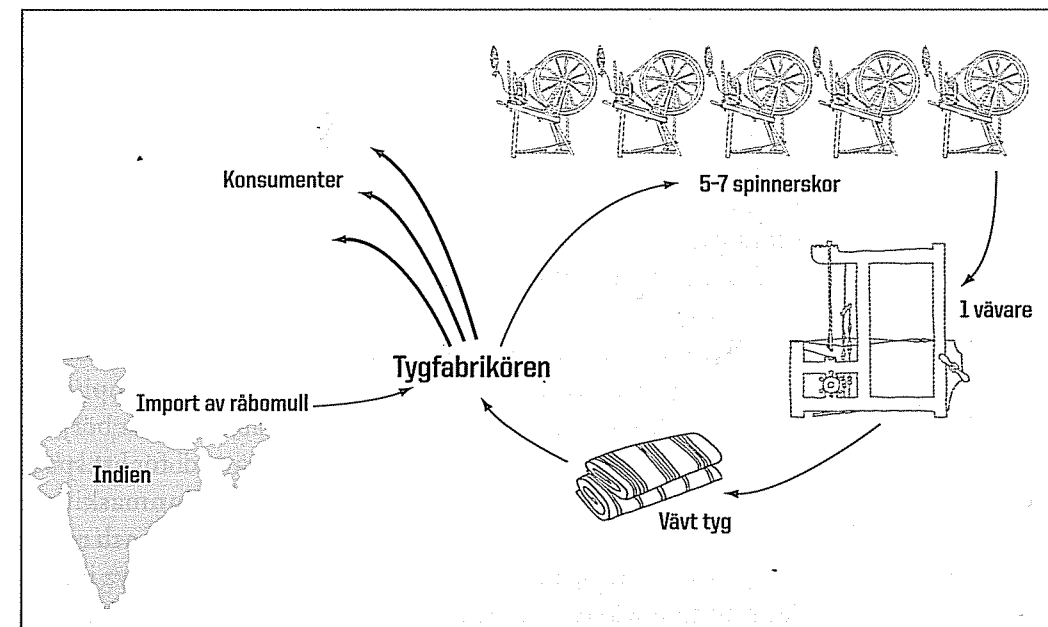 Konsumenter
5-7 spinnerskor
1 vävare
Tygfabrikören
Import av råbomull
Indien
Vävt tyg